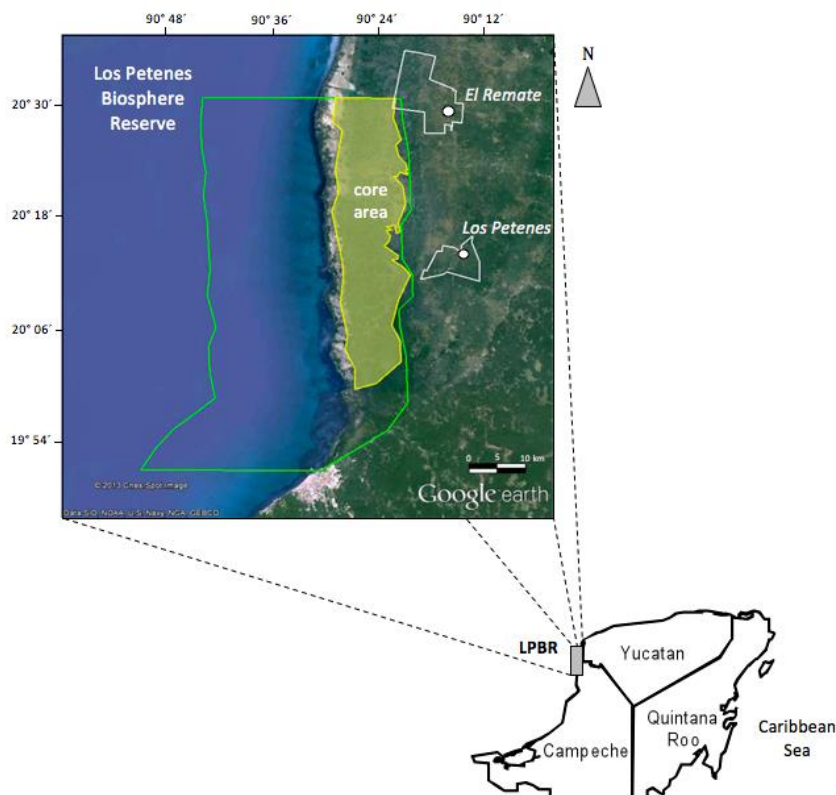 90° 48'
90° 36'
90° 24'
90° 12'
N
Los Petenes
Biosphere
Reserve
El Remate
20° 30'
core
area
20° 18'
Los Petenes
20° 06'
19° 54'
0 5 10 km
© 2013 Cnes/Spot Image
Google earth
Data SIO, NOAA, U.S. Navy, NGA, GEBCO
LPBR
Yucatan
Quintana
Roo
Caribbean
Sea
Campeche